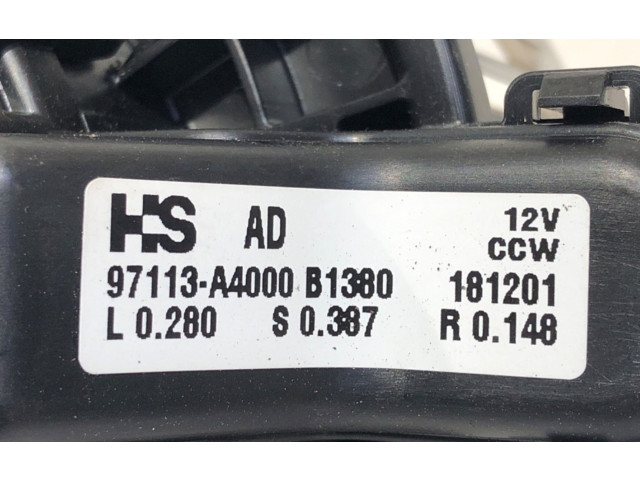 HS AD 12V
CCW
97113-A4000 B1380 181201
L 0.280 S 0.387 R 0.148